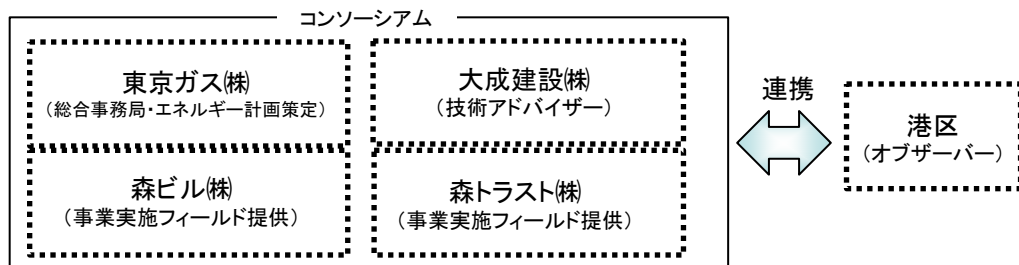 コンソーシアム
東京ガス㈱
（総合事務局・エネルギー計画策定）
大成建設㈱
（技術アドバイザー）
森ビル㈱
（事業実施フィールド提供）
森トラスト㈱
（事業実施フィールド提供）
連携
港区
（オブザーバー）